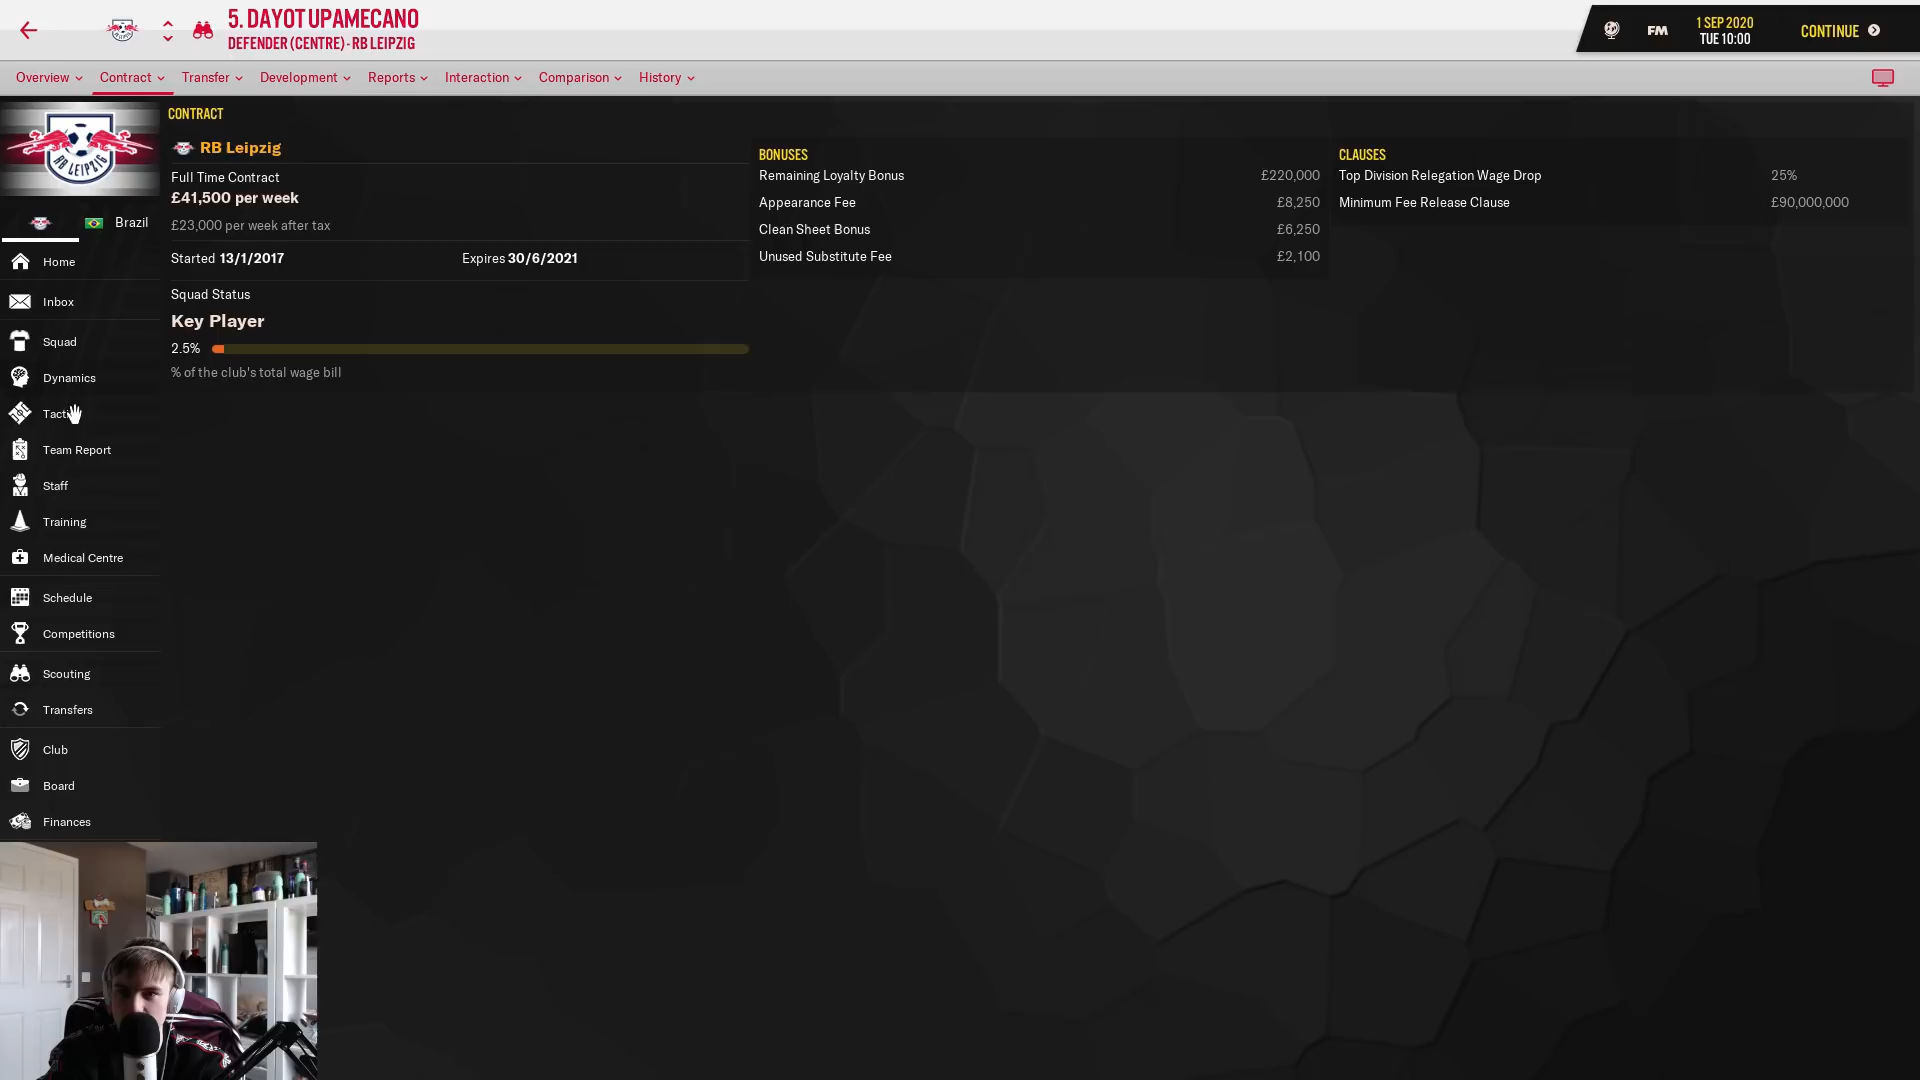 5. DAYOT UPAMECANO
DEFENDER (CENTRE) - RB LEIPZIG
FM
1 SEP 2020
TUE 10:00
CONTINUE
Overview
Contract
Transfer
Development
Reports
Interaction
Comparison
History
RB LEIPZIG
Brazil
Home
Inbox
Squad
Dynamics
Tact
Team Report
Staff
Training
Medical Centre
Schedule
Competitions
Scouting
Transfers
Club
Board
Finances
CONTRACT
RB Leipzig
Full Time Contract
£41,500 per week
£23,000 per week after tax
Started 13/1/2017 Expires 30/6/2021
Squad Status
Key Player
2.5%
% of the club's total wage bill
BONUSES
Remaining Loyalty Bonus £220,000
Appearance Fee £8,250
Clean Sheet Bonus £6,250
Unused Substitute Fee £2,100
CLAUSES
Top Division Relegation Wage Drop 25%
Minimum Fee Release Clause £90,000,000